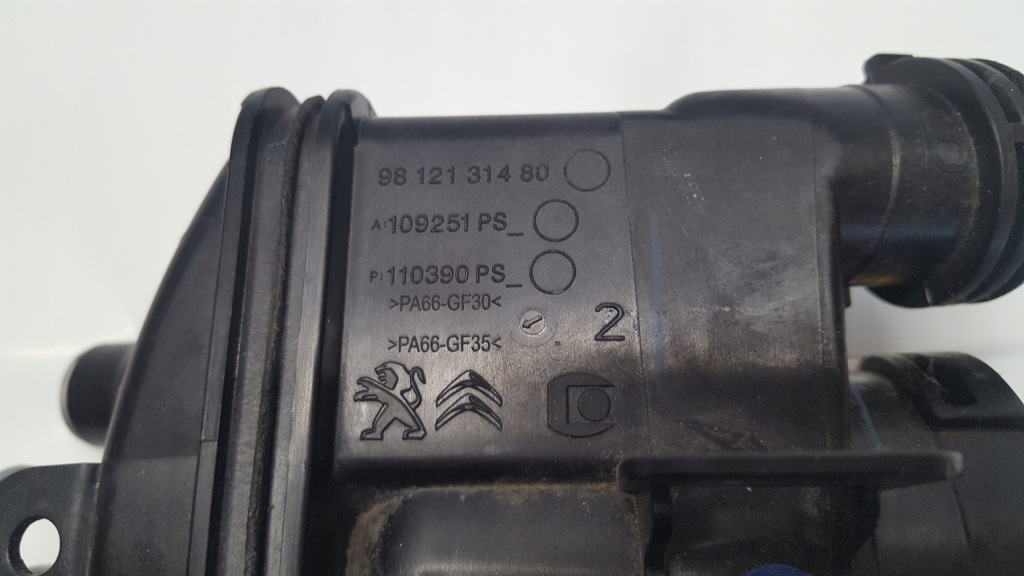 98 121 314 80
A:109251 PS_
P:110390 PS_
>PA66-GF30<
>PA66-GF35<
2